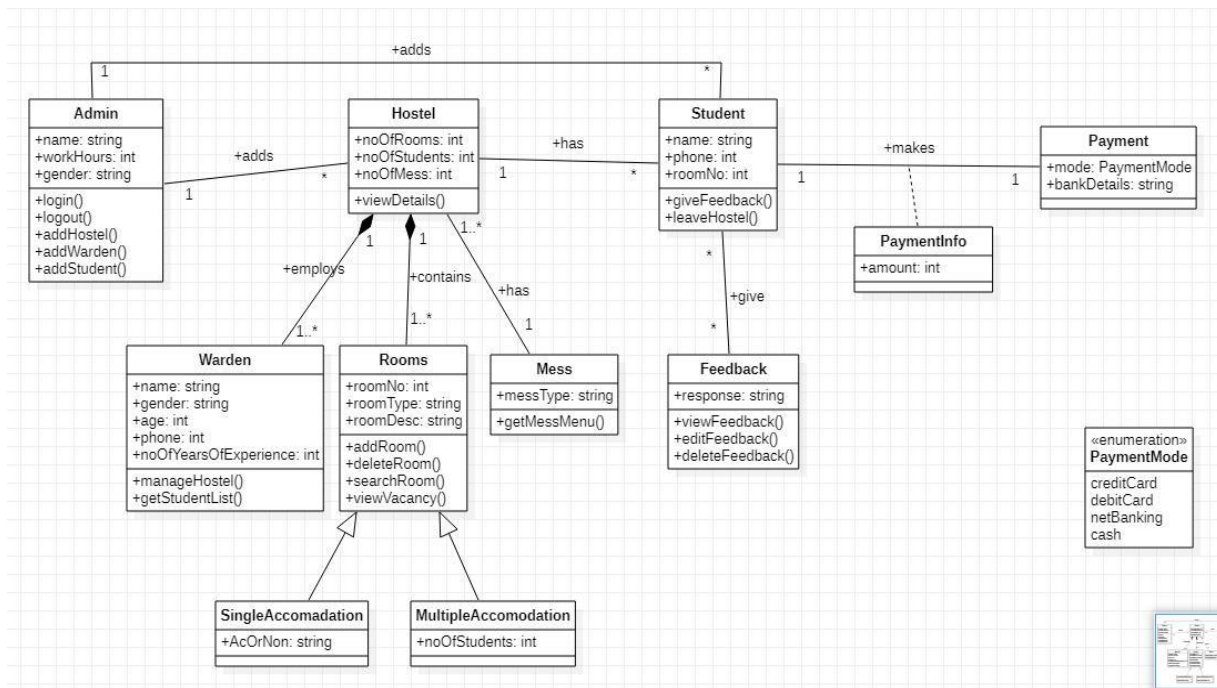 +adds
1
*
Admin
+name: string
+workHours: int
+gender: string
+login()
+logout()
+addHostel()
+addWarden()
+addStudent()
+adds
1
*
Hostel
+noOfRooms: int
+noOfStudents: int
+noOfMess: int
+viewDetails()
+has
1
*
Student
+name: string
+phone: int
+roomNo: int
+giveFeedback()
+leaveHostel()
+makes
1
1
Payment
+mode: PaymentMode
+bankDetails: string
PaymentInfo
+amount: int
1
+employs
1..*
1
+contains
1..*
1..*
+has
1
*
+give
*
Warden
+name: string
+gender: string
+age: int
+phone: int
+noOfYearsOfExperience: int
+manageHostel()
+getStudentList()
Rooms
+roomNo: int
+roomType: string
+roomDesc: string
+addRoom()
+deleteRoom()
+searchRoom()
+viewVacancy()
Mess
+messType: string
+getMessMenu()
Feedback
+response: string
+viewFeedback()
+editFeedback()
+deleteFeedback()
«enumeration»
PaymentMode
creditCard
debitCard
netBanking
cash
SingleAccomadation
+AcOrNon: string
MultipleAccomodation
+noOfStudents: int